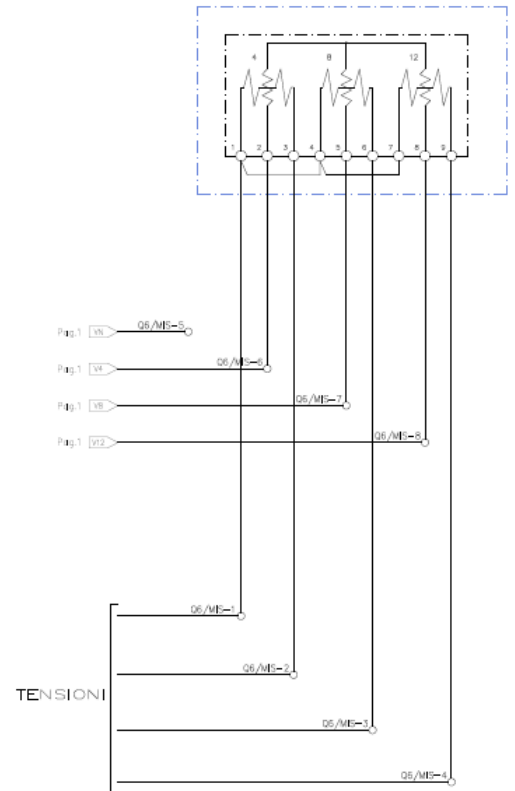 4 8 12
1 2 3 4 5 6 7 8 9
Q6/MIS-5
Pag.1 VN
Q6/MIS-6
Pag.1 V4
Q6/MIS-7
Pag.1 V8
Q6/MIS-8
Pag.1 V12
Q6/MIS-1
Q6/MIS-2
TENSIONI
Q6/MIS-3
Q6/MIS-4